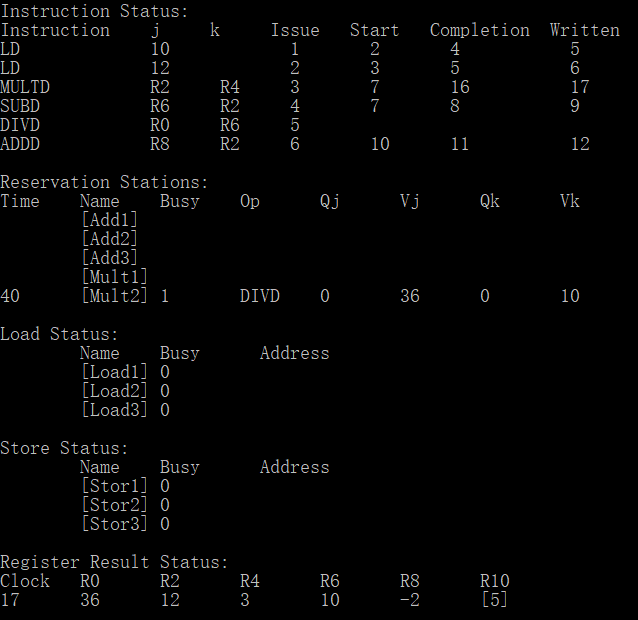 Instruction Status:
Instruction j k Issue Start Completion Written
LD 10 1 2 4 5
LD 12 2 3 5 6
MULTD R2 R4 3 7 16 17
SUBD R6 R2 4 7 8 9
DIVD R0 R6 5
ADDD R8 R2 6 10 11 12
Reservation Stations:
Time Name Busy Op Qj Vj Qk Vk
[Add1]
[Add2]
[Add3]
[Mult1]
40 [Mult2] 1 DIVD 0 36 0 10
Load Status:
Name Busy Address
[Load1] 0
[Load2] 0
[Load3] 0
Store Status:
Name Busy Address
[Stor1] 0
[Stor2] 0
[Stor3] 0
Register Result Status:
Clock R0 R2 R4 R6 R8 R10
17 36 12 3 10 -2 [5]